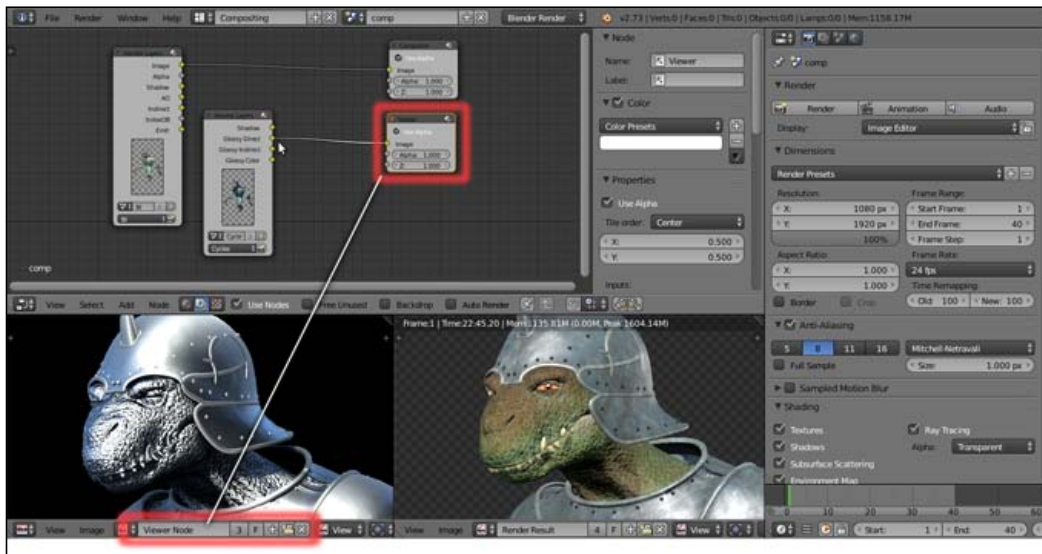 File Render Window Help Compositing comp Blender Render v2.73 | Verts:0 | Faces:0 | Tris:0 | Objects:0/0 | Lamps:0/0 | Mem:1158.17M
Render Layers
Image
Alpha
Shadow
AO
Indirect
IndexOB
Emit
Render Layers
Shadow
Glossy Direct
Glossy Indirect
Glossy Color
Cycles
Composite
Use Alpha
Image
Alpha 1.000
Z: 1.000
Viewer
Use Alpha
Image
Alpha 1.000
Z: 1.000
comp
Node
Name: Viewer
Label:
Color
Color Presets
Properties
Use Alpha
Tile order: Center
X: 0.500
Y: 0.500
Inputs:
View Select Add Node Use Nodes Free Unused Backdrop Auto Render
Frame:1 | Time:22:45.20 | Mem:1135.81M (0.00M, Peak 1604.14M)
View Image Viewer Node 3 F View
View Image Render Result 4 F View
comp
Render
Render Animation Audio
Display: Image Editor
Dimensions
Render Presets
Resolution: Frame Range:
X: 1080 px Start Frame: 1
Y: 1920 px End Frame: 40
100% Frame Step: 1
Aspect Ratio: Frame Rate:
X: 1.000 24 fps
Y: 1.000 Time Remapping:
Border Crop Old: 100 New: 100
Anti-Aliasing
5 8 11 16 Mitchell-Netravali
Full Sample Size: 1.000 px
Sampled Motion Blur
Shading
Textures Ray Tracing
Shadows Alpha: Transparent
Subsurface Scattering
Environment Map
0 10 20 30 40 50 60
Start: 1 End: 40